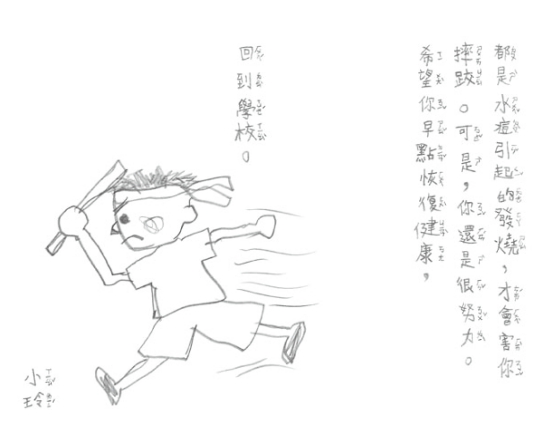 都是水痘引起的發燒，才會害你
摔跤。可是，你還是很努力。
希望你早點恢復健康，
回到學校。
小玲